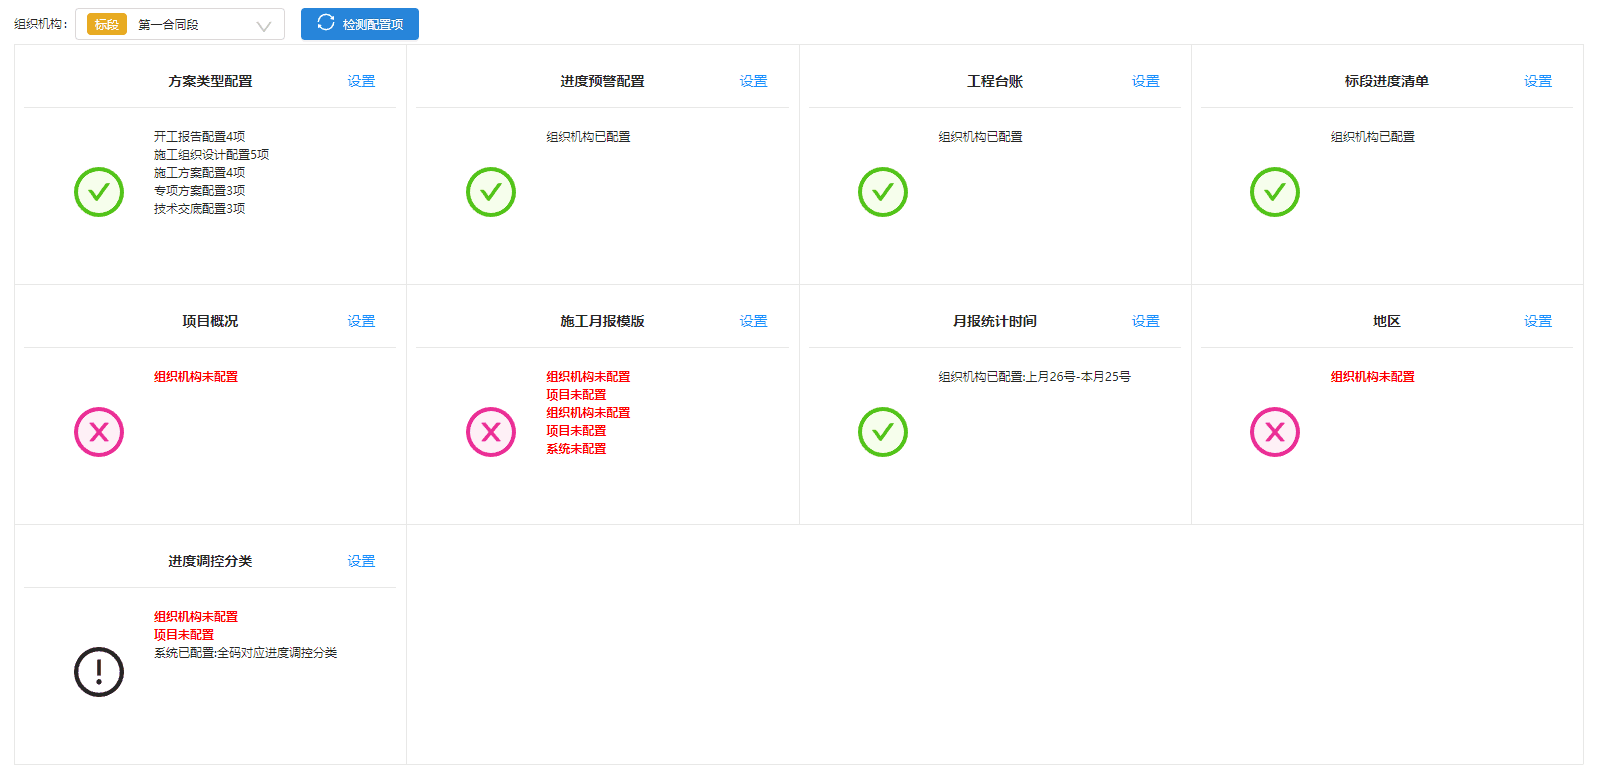 组织机构： 标段 第一合同段 检测配置项
方案类型配置 设置
开工报告配置4项
施工组织设计配置5项
施工方案配置4项
专项方案配置3项
技术交底配置3项
进度预警配置 设置
组织机构已配置
工程台账 设置
组织机构已配置
标段进度清单 设置
组织机构已配置
项目概况 设置
组织机构未配置
施工月报模版 设置
组织机构未配置
项目未配置
组织机构未配置
项目未配置
系统未配置
月报统计时间 设置
组织机构已配置:上月26号-本月25号
地区 设置
组织机构未配置
进度调控分类 设置
组织机构未配置
项目未配置
系统已配置:全码对应进度调控分类